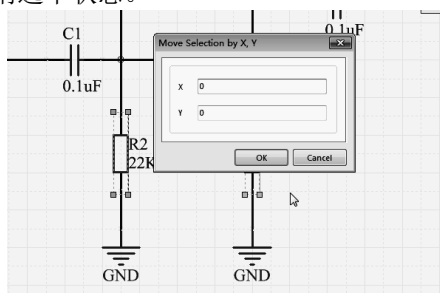 C1
0.1uF
0.1uF
Move Selection by X, Y
X 0
Y 0
OK Cancel
R2
22K
GND GND